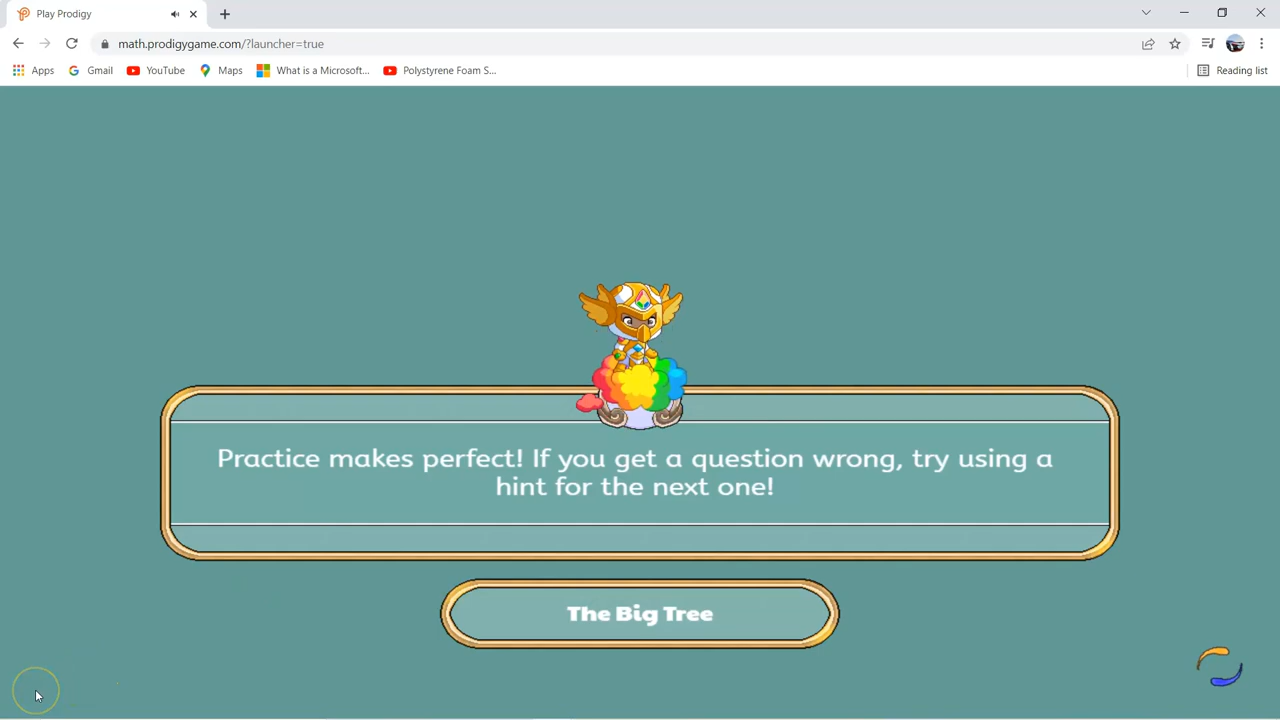 Play Prodigy
math.prodigygame.com/?launcher=true
Apps
Gmail
YouTube
Maps
What is a Microsoft...
Polystyrene Foam S...
Reading list
Practice makes perfect! If you get a question wrong, try using a
hint for the next one!
The Big Tree